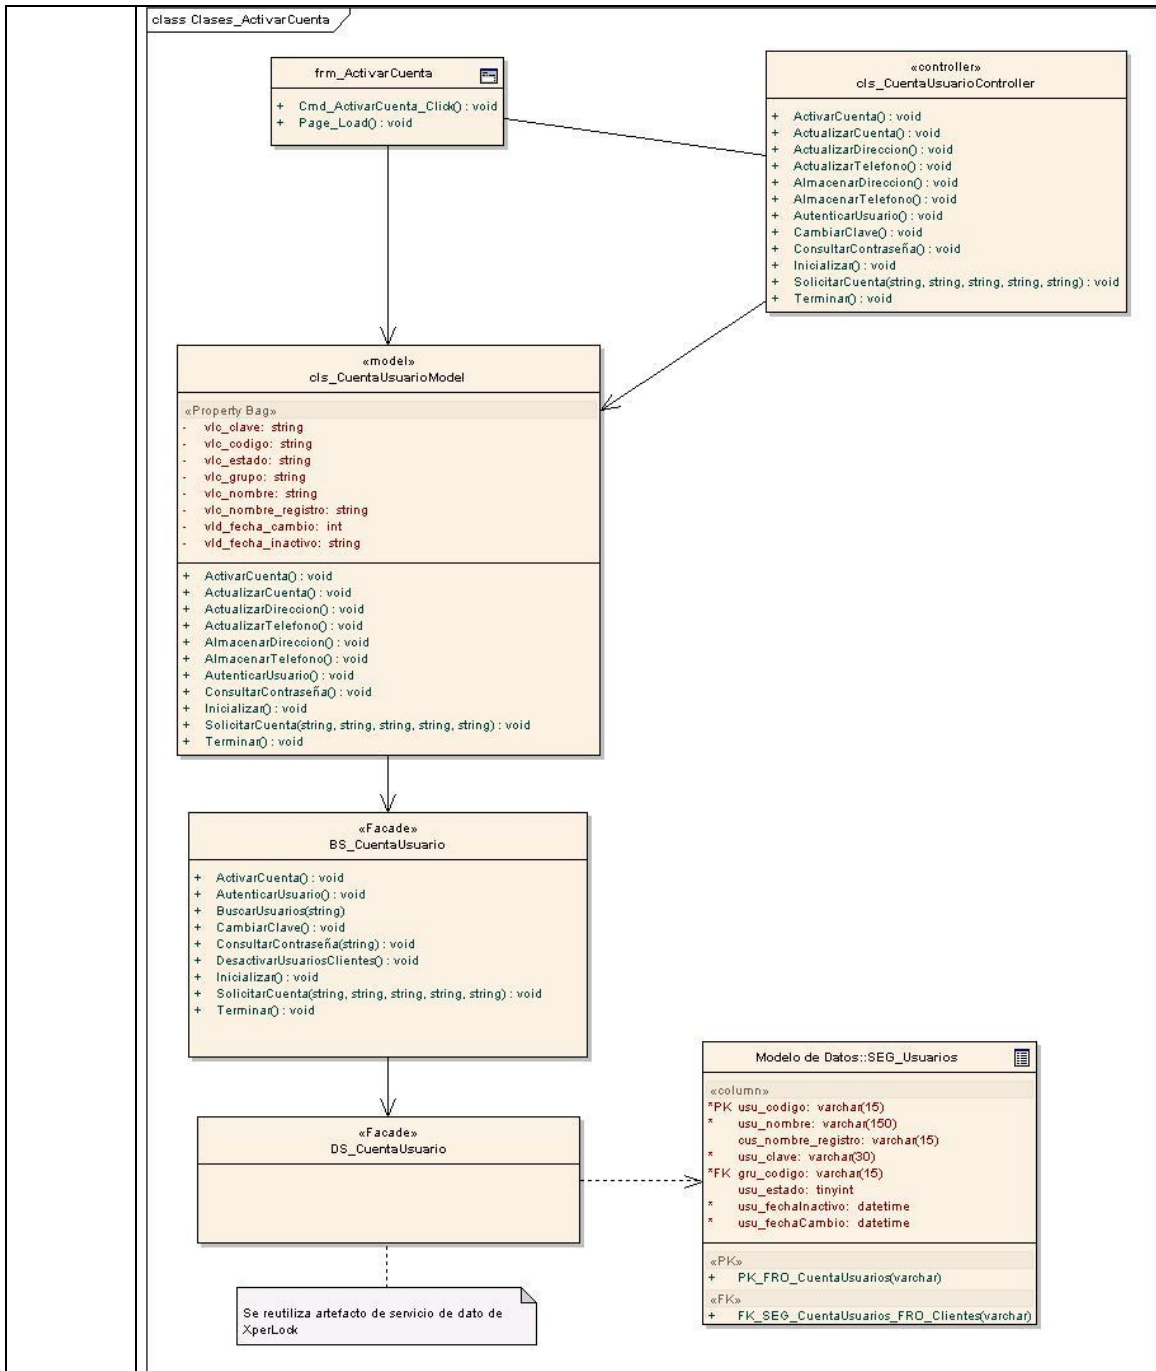 class Clases_ActivarCuenta
frm_ActivarCuenta
+ Cmd_ActivarCuenta_Click() : void
+ Page_Load() : void
«controller»
cls_CuentaUsuarioController
+ ActivarCuenta() : void
+ ActualizarCuenta() : void
+ ActualizarDireccion() : void
+ ActualizarTelefono() : void
+ AlmacenarDireccion() : void
+ AlmacenarTelefono() : void
+ AutenticarUsuario() : void
+ CambiarClave() : void
+ ConsultarContraseña() : void
+ Inicializar() : void
+ SolicitarCuenta(string, string, string, string, string) : void
+ Terminar() : void
«model»
cls_CuentaUsuarioModel
«Property Bag»
- vlc_clave: string
- vlc_codigo: string
- vlc_estado: string
- vlc_grupo: string
- vlc_nombre: string
- vlc_nombre_registro: string
- vld_fecha_cambio: int
- vld_fecha_inactivo: string
+ ActivarCuenta() : void
+ ActualizarCuenta() : void
+ ActualizarDireccion() : void
+ ActualizarTelefono() : void
+ AlmacenarDireccion() : void
+ AlmacenarTelefono() : void
+ AutenticarUsuario() : void
+ ConsultarContraseña() : void
+ Inicializar() : void
+ SolicitarCuenta(string, string, string, string, string) : void
+ Terminar() : void
«Facade»
BS_CuentaUsuario
+ ActivarCuenta() : void
+ AutenticarUsuario() : void
+ BuscarUsuarios(string)
+ CambiarClave() : void
+ ConsultarContraseña(string) : void
+ DesactivarUsuariosClientes() : void
+ Inicializar() : void
+ SolicitarCuenta(string, string, string, string, string) : void
+ Terminar() : void
«Facade»
DS_CuentaUsuario
Modelo de Datos::SEG_Usuarios
«column»
*PK usu_codigo: varchar(15)
* usu_nombre: varchar(150)
cus_nombre_registro: varchar(15)
* usu_clave: varchar(30)
*FK gru_codigo: varchar(15)
usu_estado: tinyint
* usu_fechaInactivo: datetime
* usu_fechaCambio: datetime
«PK»
+ PK_FRO_CuentaUsuarios(varchar)
«FK»
+ FK_SEG_CuentaUsuarios_FRO_Clientes(varchar)
Se reutiliza artefacto de servicio de dato de
XperLock